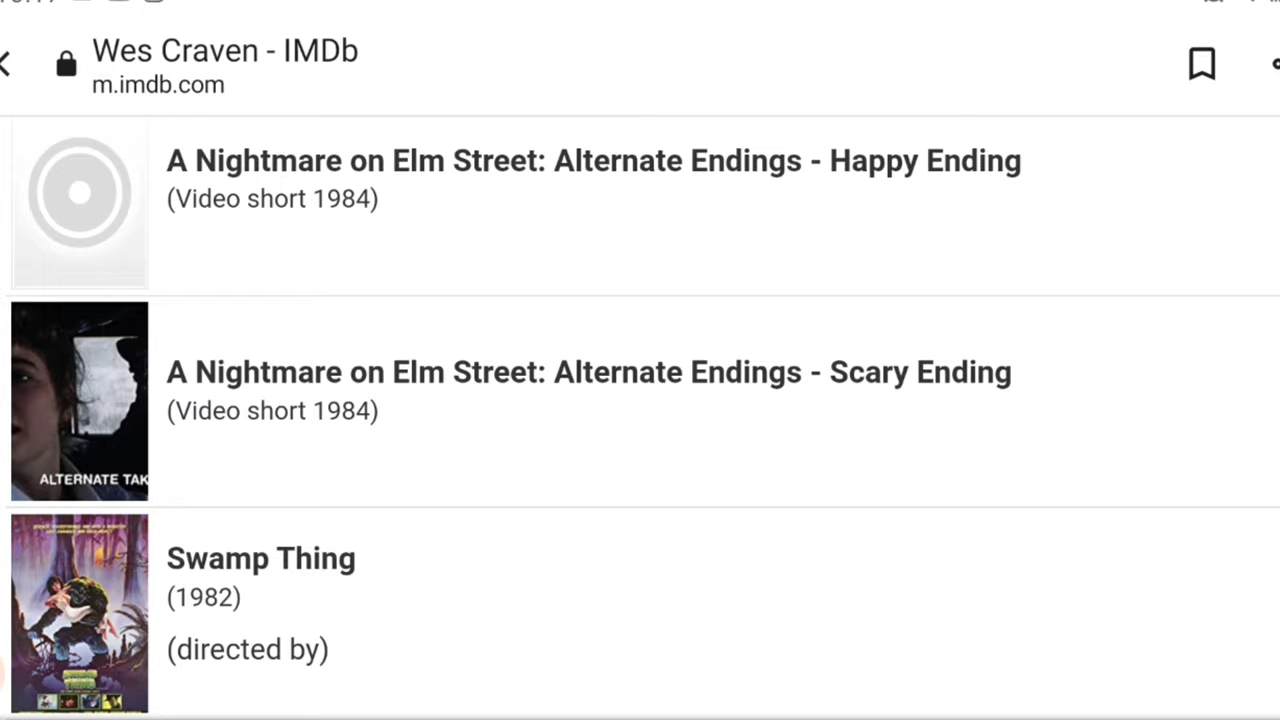 Wes Craven - IMDb
m.imdb.com
A Nightmare on Elm Street: Alternate Endings - Happy Ending
(Video short 1984)
A Nightmare on Elm Street: Alternate Endings - Scary Ending
(Video short 1984)
ALTERNATE TAK
Swamp Thing
(1982)
(directed by)